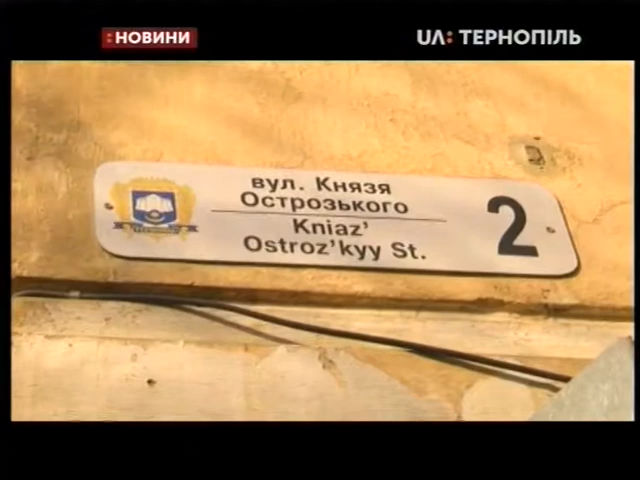 :НОВИНИ
UA: ТЕРНОПІЛЬ
вул. Князя
Острозького
Kniaz'
Ostroz'kyy St.
2